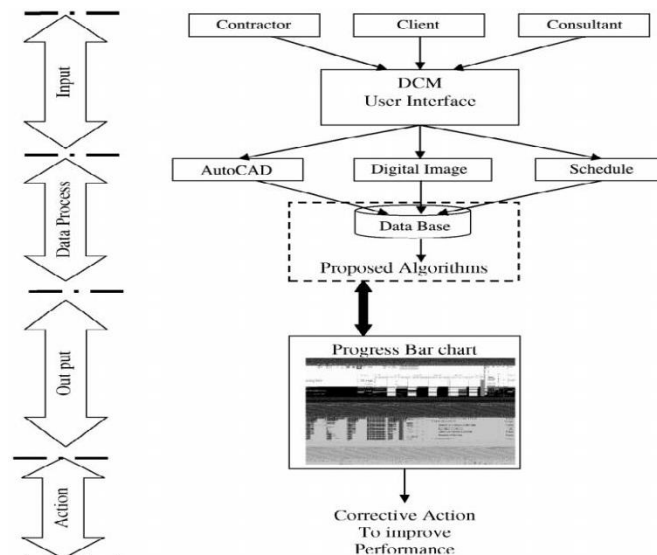 Contractor
Client
Consultant
Input
DCM
User Interface
AutoCAD
Digital Image
Schedule
Data Process
Data Base
Proposed Algorithms
Out put
Progress Bar chart
Action
Corrective Action
To improve
Performance